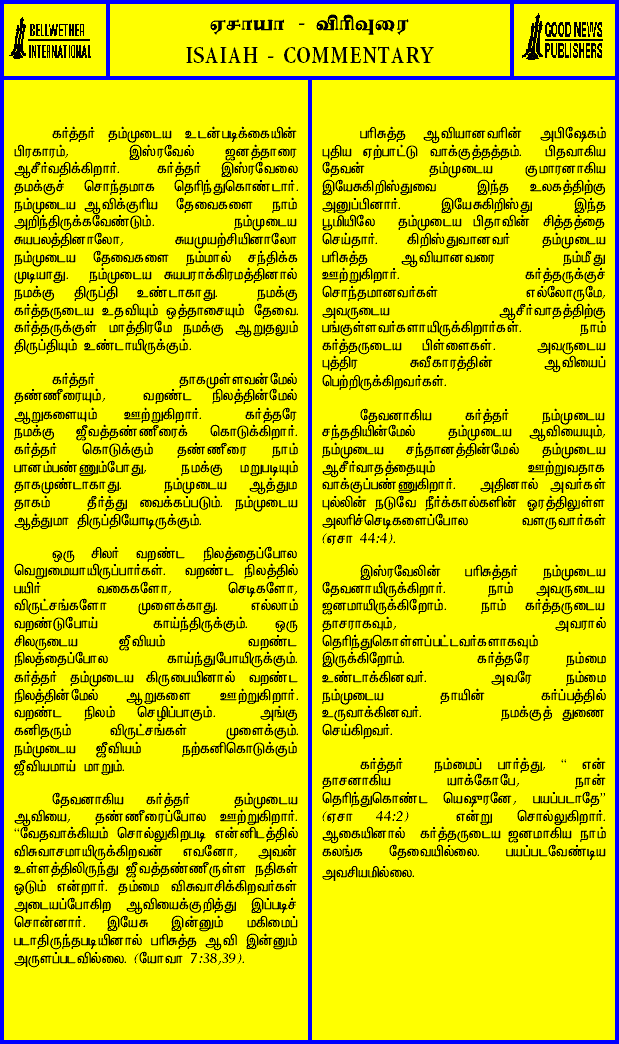 BELLWETHER
INTERNATIONAL
ஏசாயா - விரிவுரை
ISAIAH - COMMENTARY
GOOD NEWS
PUBLISHERS
கர்த்தர் தம்முடைய உடன்படிக்கையின்
பிரகாரம், இஸ்ரவேல் ஜனத்தாரை
ஆசீர்வதிக்கிறார். கர்த்தர் இஸ்ரவேலை
தமக்குச் சொந்தமாக தெரிந்துகொண்டார்.
நம்முடைய ஆவிக்குரிய தேவைகளை நாம்
அறிந்திருக்கவேண்டும். நம்முடைய
சுயபலத்தினாலோ, சுயமுயற்சியினாலோ
நம்முடைய தேவைகளை நம்மால் சந்திக்க
முடியாது. நம்முடைய சுயபராக்கிரமத்தினால்
நமக்கு திருப்தி உண்டாகாது. நமக்கு
கர்த்தருடைய உதவியும் ஒத்தாசையும் தேவை.
கர்த்தருக்குள் மாத்திரமே நமக்கு ஆறுதலும்
திருப்தியும் உண்டாயிருக்கும்.
கர்த்தர் தாகமுள்ளவன்மேல்
தண்ணீரையும், வறண்ட நிலத்தின்மேல்
ஆறுகளையும் ஊற்றுகிறார். கர்த்தரே
நமக்கு ஜீவத்தண்ணீரைக் கொடுக்கிறார்.
கர்த்தர் கொடுக்கும் தண்ணீரை நாம்
பானம்பண்ணும்போது, நமக்கு மறுபடியும்
தாகமுண்டாகாது. நம்முடைய ஆத்தும
தாகம் தீர்த்து வைக்கப்படும். நம்முடைய
ஆத்துமா திருப்தியோடிருக்கும்.
ஒரு சிலர் வறண்ட நிலத்தைப்போல
வெறுமையாயிருப்பார்கள். வறண்ட நிலத்தில்
பயிர் வகைகளோ, செடிகளோ,
விருட்சங்களோ முளைக்காது. எல்லாம்
வறண்டுபோய் காய்ந்திருக்கும். ஒரு
சிலருடைய ஜீவியம் வறண்ட
நிலத்தைப்போல காய்ந்துபோயிருக்கும்.
கர்த்தர் தம்முடைய கிருபையினால் வறண்ட
நிலத்தின்மேல் ஆறுகளை ஊற்றுகிறார்.
வறண்ட நிலம் செழிப்பாகும். அங்கு
கனிதரும் விருட்சங்கள் முளைக்கும்.
நம்முடைய ஜீவியம் நற்கனிகொடுக்கும்
ஜீவியமாய் மாறும்.
தேவனாகிய கர்த்தர் தம்முடைய
ஆவியை, தண்ணீரைப்போல ஊற்றுகிறார்.
“வேதவாக்கியம் சொல்லுகிறபடி என்னிடத்தில்
விசுவாசமாயிருக்கிறவன் எவனோ, அவன்
உள்ளத்திலிருந்து ஜீவத்தண்ணீருள்ள நதிகள்
ஓடும் என்றார். தம்மை விசுவாசிக்கிறவர்கள்
அடையப்போகிற ஆவியைக்குறித்து இப்படிச்
சொன்னார். இயேசு இன்னும் மகிமைப்
படாதிருந்தபடியினால் பரிசுத்த ஆவி இன்னும்
அருளப்படவில்லை. (யோவா 7:38,39).
பரிசுத்த ஆவியானவரின் அபிஷேகம்
புதிய ஏற்பாட்டு வாக்குத்தத்தம். பிதாவாகிய
தேவன் தம்முடைய குமாரனாகிய
இயேசுகிறிஸ்துவை இந்த உலகத்திற்கு
அனுப்பினார். இயேசுகிறிஸ்து இந்த
பூமியிலே தம்முடைய பிதாவின் சித்தத்தை
செய்தார். கிறிஸ்துவானவர் தம்முடைய
பரிசுத்த ஆவியானவரை நம்மீது
ஊற்றுகிறார். கர்த்தருக்குச்
சொந்தமானவர்கள் எல்லோருமே,
அவருடைய ஆசீர்வாதத்திற்கு
பங்குள்ளவர்களாயிருக்கிறார்கள். நாம்
கர்த்தருடைய பிள்ளைகள். அவருடைய
புத்திர சுவீகாரத்தின் ஆவியைப்
பெற்றிருக்கிறவர்கள்.
தேவனாகிய கர்த்தர் நம்முடைய
சந்ததியின்மேல் தம்முடைய ஆவியையும்,
நம்முடைய சந்தானத்தின்மேல் தம்முடைய
ஆசீர்வாதத்தையும் ஊற்றுவதாக
வாக்குப்பண்ணுகிறார். அதினால் அவர்கள்
புல்லின் நடுவே நீர்க்கால்களின் ஓரத்திலுள்ள
அலரிச்செடிகளைப்போல வளருவார்கள்
(ஏசா 44:4).
இஸ்ரவேலின் பரிசுத்தர் நம்முடைய
தேவனாயிருக்கிறார். நாம் அவருடைய
ஜனமாயிருக்கிறோம். நாம் கர்த்தருடைய
தாசராகவும், அவரால்
தெரிந்துகொள்ளப்பட்டவர்களாகவும்
இருக்கிறோம். கர்த்தரே நம்மை
உண்டாக்கினவர். அவரே நம்மை
நம்முடைய தாயின் கர்ப்பத்தில்
உருவாக்கினவர். நமக்குத் துணை
செய்கிறவர்.
கர்த்தர் நம்மைப் பார்த்து, “ என்
தாசனாகிய யாக்கோபே, நான்
தெரிந்துகொண்ட யெஷூரனே, பயப்படாதே”
(ஏசா 44:2) என்று சொல்லுகிறார்.
ஆகையினால் கர்த்தருடைய ஜனமாகிய நாம்
கலங்க தேவையில்லை. பயப்படவேண்டிய
அவசியமில்லை.